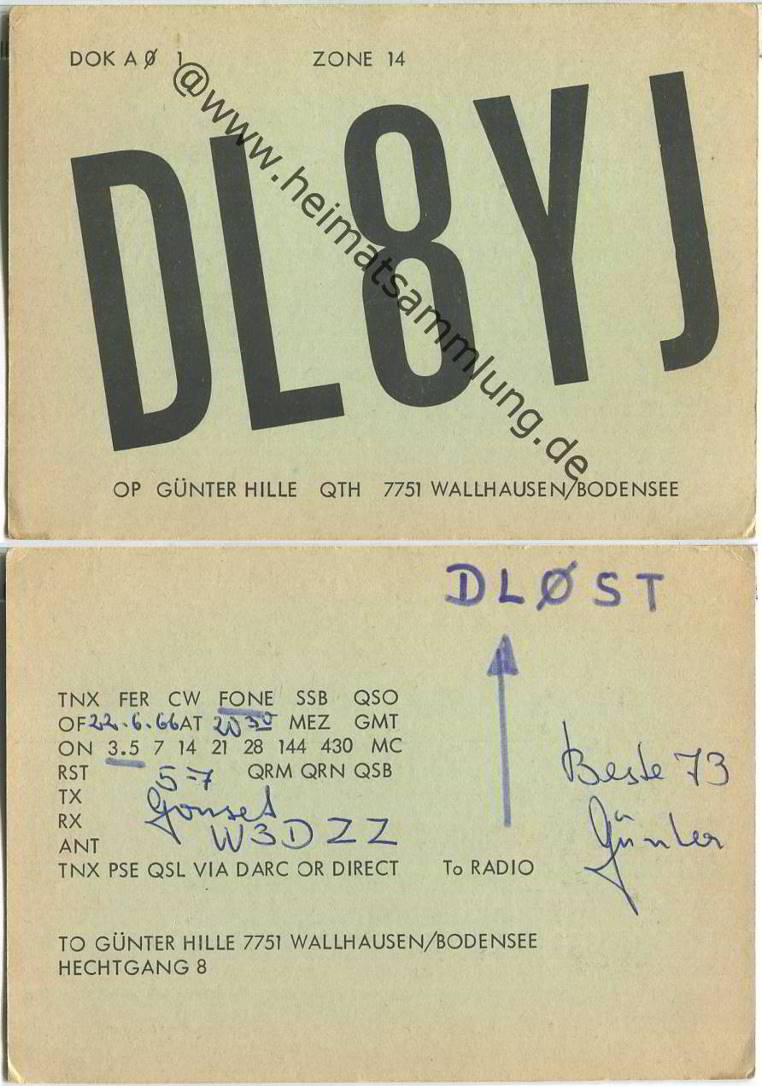 DOK A Ø 1 ZONE 14
DL8YJ
@www.heimatsammlung.de
OP GÜNTER HILLE QTH 7751 WALLHAUSEN/BODENSEE
DLØST
TNX FER CW FONE SSB QSO
OF 22.6.66 AT 20 30 MEZ GMT
ON 3.5 7 14 21 28 144 430 MC
RST 5-7 QRM QRN QSB
TX Gonset
RX
ANT W3DZZ
TNX PSE QSL VIA DARC OR DIRECT To RADIO
Beste 73
Günter
TO GÜNTER HILLE 7751 WALLHAUSEN/BODENSEE
HECHTGANG 8